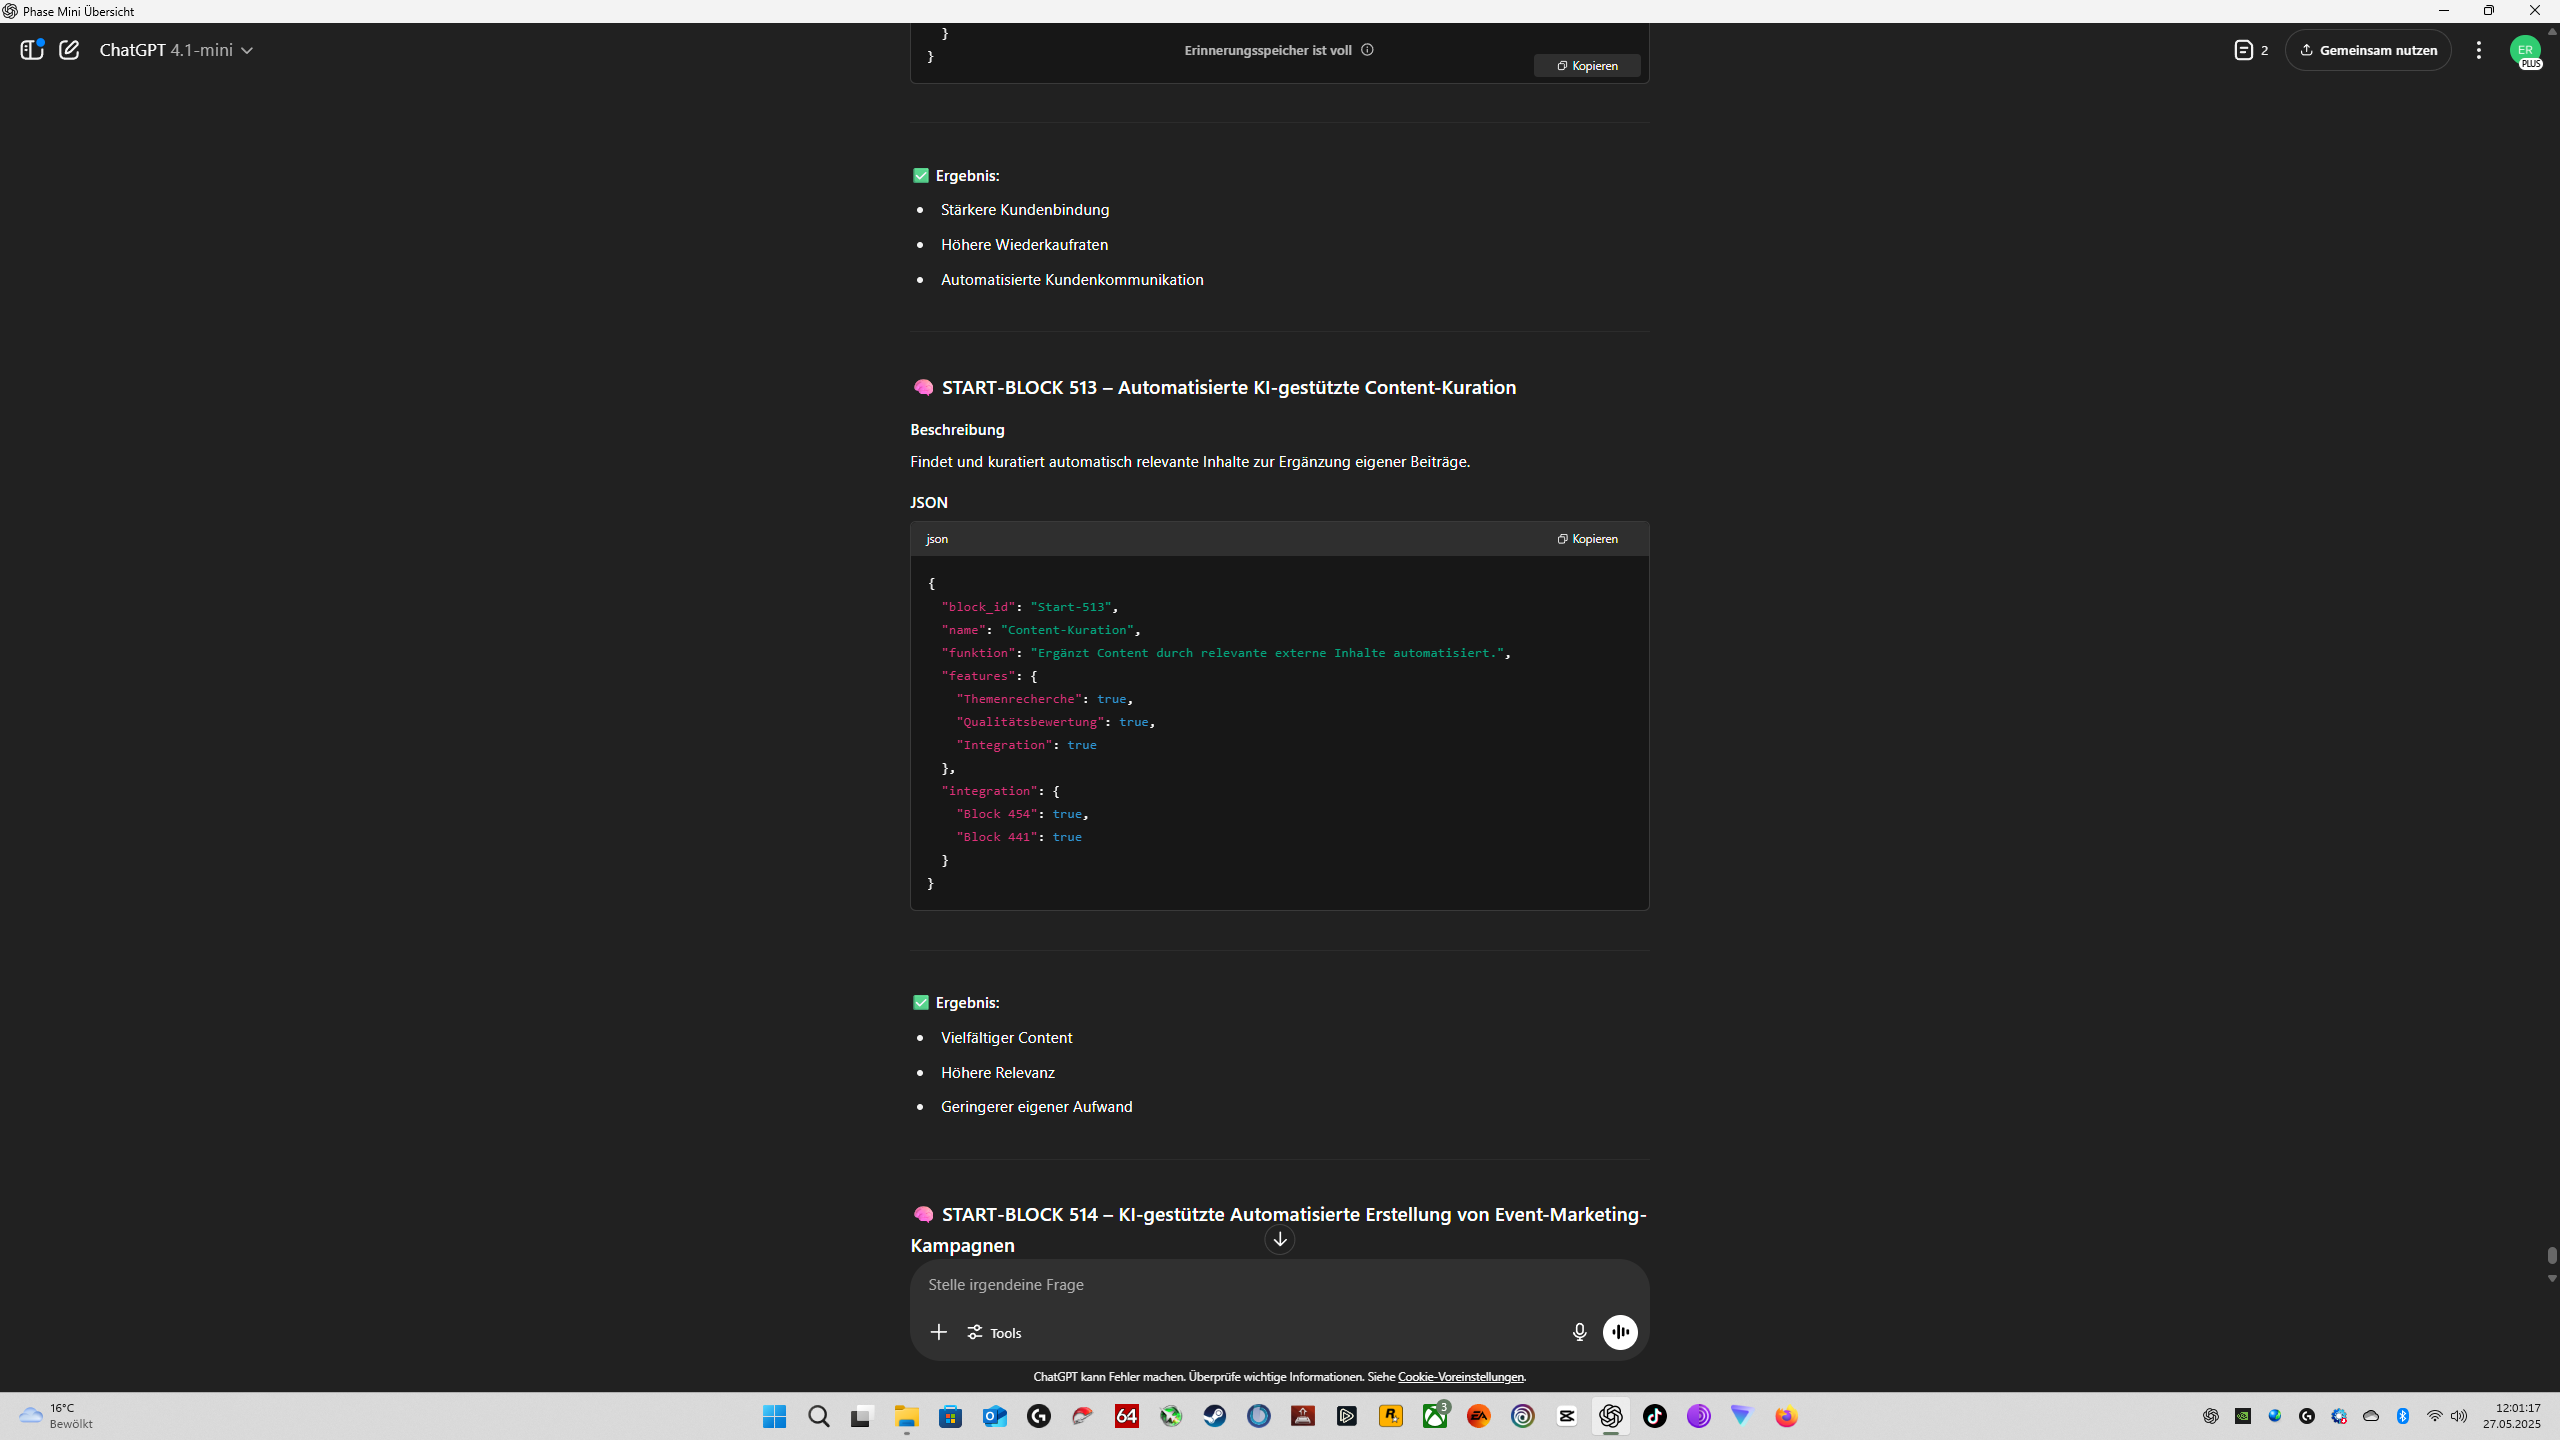 Phase Mini Übersicht
ChatGPT 4.1-mini
Erinnerungsspeicher ist voll
2
Gemeinsam nutzen
ER
PLUS
}
}
Kopieren
Ergebnis:
Stärkere Kundenbindung
Höhere Wiederkaufraten
Automatisierte Kundenkommunikation
START-BLOCK 513 – Automatisierte KI-gestützte Content-Kuration
Beschreibung
Findet und kuratiert automatisch relevante Inhalte zur Ergänzung eigener Beiträge.
JSON
json
Kopieren
{
"block_id": "Start-513",
"name": "Content-Kuration",
"funktion": "Ergänzt Content durch relevante externe Inhalte automatisiert.",
"features": {
"Themenrecherche": true,
"Qualitätsbewertung": true,
"Integration": true
},
"integration": {
"Block 454": true,
"Block 441": true
}
}
Ergebnis:
Vielfältiger Content
Höhere Relevanz
Geringerer eigener Aufwand
START-BLOCK 514 – KI-gestützte Automatisierte Erstellung von Event-Marketing-
Kampagnen
Stelle irgendeine Frage
Tools
ChatGPT kann Fehler machen. Überprüfe wichtige Informationen. Siehe Cookie-Voreinstellungen.
16°C
Bewölkt
64
3
EA
12:01:17
27.05.2025